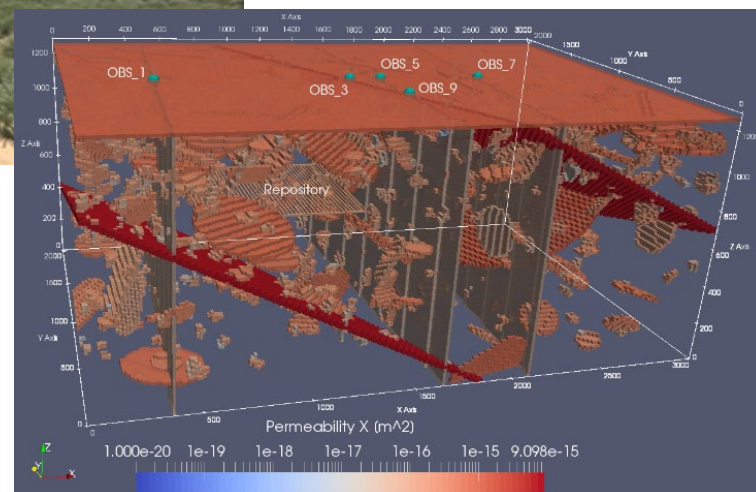 X Axis
0 200 400 600 800 1000 1200 1400 1600 1800 2000 2200 2400 2600 3000
2000
1500
Y Axis
1000
500
0
1200
1000
800
Z Axis
600
400
200
0
OBS_1
OBS_3
OBS_5
OBS_9
OBS_7
Repository
1200
1000
800
Z Axis
600
400
200
0
2000
1500
Y Axis
1000
500
0
0 500 1000 1500 2000 2500 3000
X Axis
Permeability X [m^2]
1.000e-20 1e-19 1e-18 1e-17 1e-16 1e-15 9.098e-15
Z
Y
X